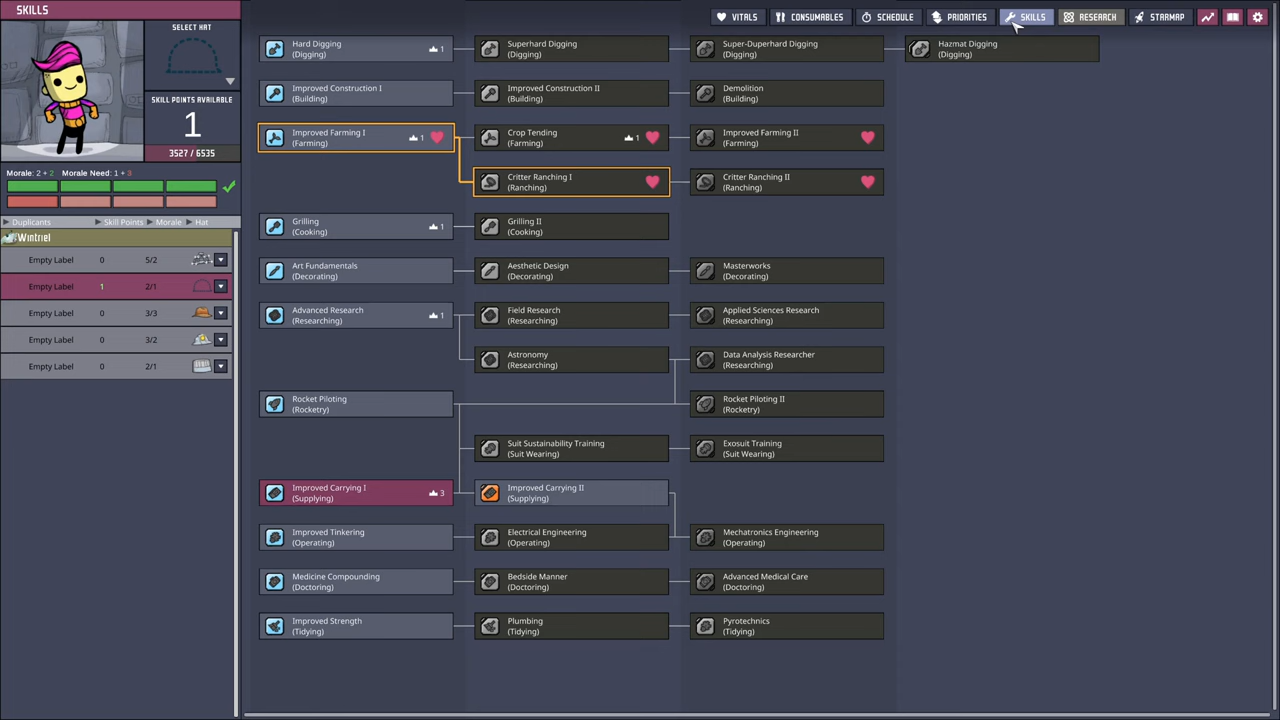 SKILLS
VITALS
CONSUMABLES
SCHEDULE
PRIORITIES
SKILLS
RESEARCH
STARMAP
SELECT HAT
SKILL POINTS AVAILABLE
1
3527 / 6535
Morale: 2 + 2 Morale Need: 1 + 3
Duplicants Skill Points Morale Hat
Wintriel
Empty Label 0 5/2
Empty Label 1 2/1
Empty Label 0 3/3
Empty Label 0 3/2
Empty Label 0 2/1
Hard Digging
(Digging)
1
Superhard Digging
(Digging)
Super-Duperhard Digging
(Digging)
Hazmat Digging
(Digging)
Improved Construction I
(Building)
Improved Construction II
(Building)
Demolition
(Building)
Improved Farming I
(Farming)
1
Crop Tending
(Farming)
1
Improved Farming II
(Farming)
Critter Ranching I
(Ranching)
Critter Ranching II
(Ranching)
Grilling
(Cooking)
1
Grilling II
(Cooking)
Art Fundamentals
(Decorating)
Aesthetic Design
(Decorating)
Masterworks
(Decorating)
Advanced Research
(Researching)
1
Field Research
(Researching)
Applied Sciences Research
(Researching)
Astronomy
(Researching)
Data Analysis Researcher
(Researching)
Rocket Piloting
(Rocketry)
Rocket Piloting II
(Rocketry)
Suit Sustainability Training
(Suit Wearing)
Exosuit Training
(Suit Wearing)
Improved Carrying I
(Supplying)
3
Improved Carrying II
(Supplying)
Improved Tinkering
(Operating)
Electrical Engineering
(Operating)
Mechatronics Engineering
(Operating)
Medicine Compounding
(Doctoring)
Bedside Manner
(Doctoring)
Advanced Medical Care
(Doctoring)
Improved Strength
(Tidying)
Plumbing
(Tidying)
Pyrotechnics
(Tidying)